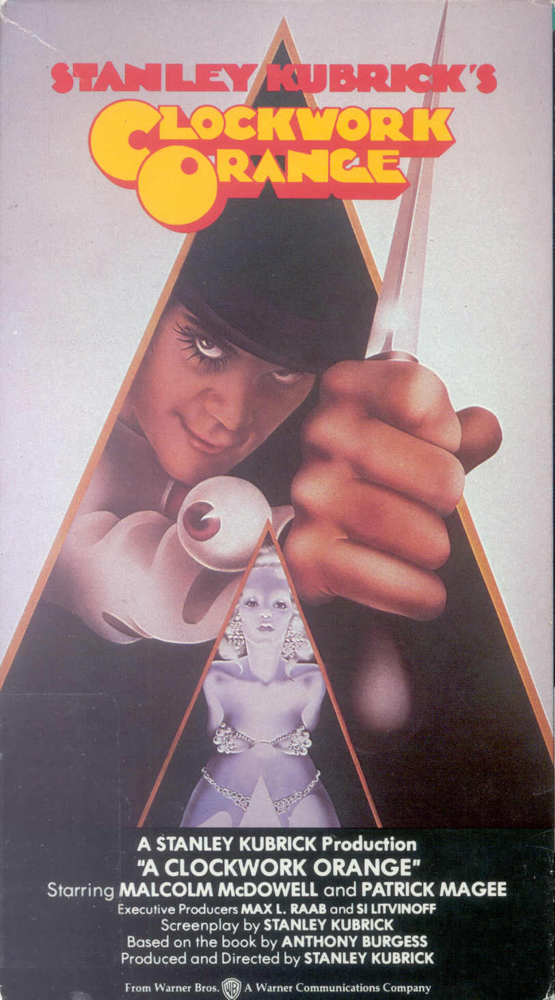 STANLEY KUBRICK'S
CLOCKWORK
ORANGE
A STANLEY KUBRICK Production
"A CLOCKWORK ORANGE"
Starring MALCOLM McDOWELL and PATRICK MAGEE
Executive Producers MAX L. RAAB and SI LITVINOFF
Screenplay by STANLEY KUBRICK
Based on the book by ANTHONY BURGESS
Produced and Directed by STANLEY KUBRICK
From Warner Bros. WB A Warner Communications Company